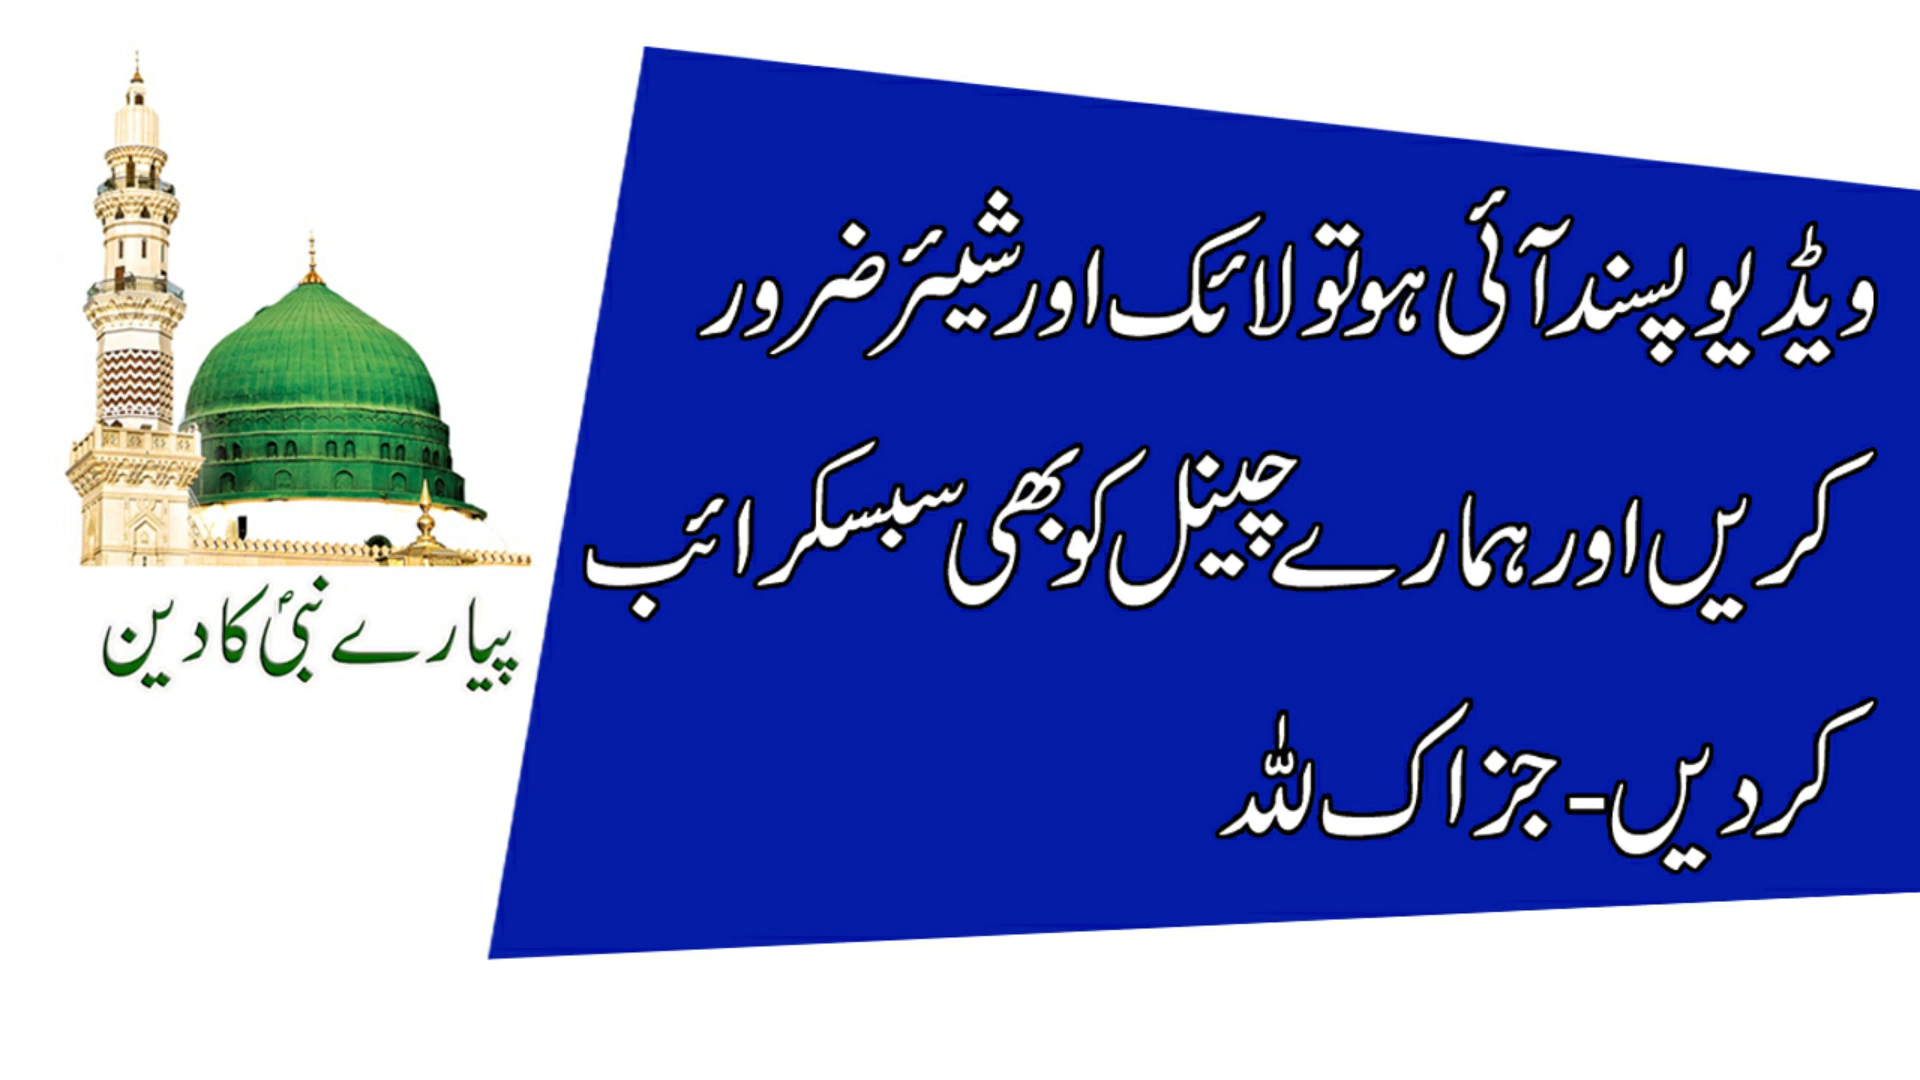 ویڈیو پسند آئی ہو تو لائک اور شیئر ضرور
کریں اور ہمارے چینل کو بھی سبسکرائب
کر دیں - جزاک للہ
پیارے نبیؐ کا دین